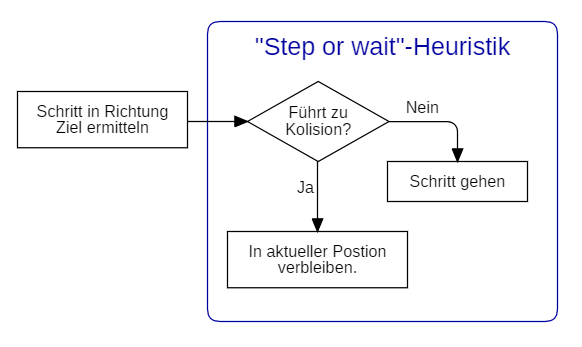 "Step or wait"-Heuristik
Schritt in Richtung
Ziel ermitteln
Führt zu
Kolision?
Nein
Schritt gehen
Ja
In aktueller Postion
verbleiben.